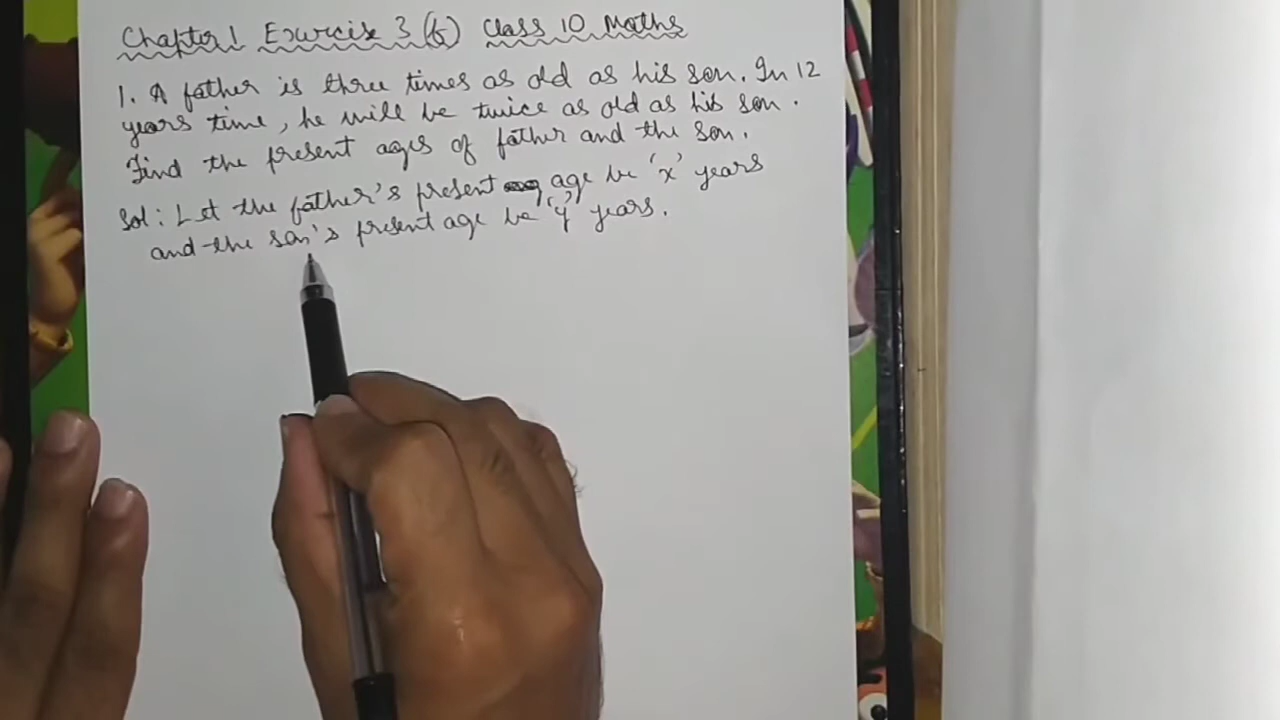 Chapter 1 Exercise 3 (b) Class 10 Maths
1. A father is three times as old as his son. In 12
years time, he will be twice as old as his son.
Find the present ages of father and the son.
Sol: Let the father's present age be 'x' years
and the son's present age be 'y' years.